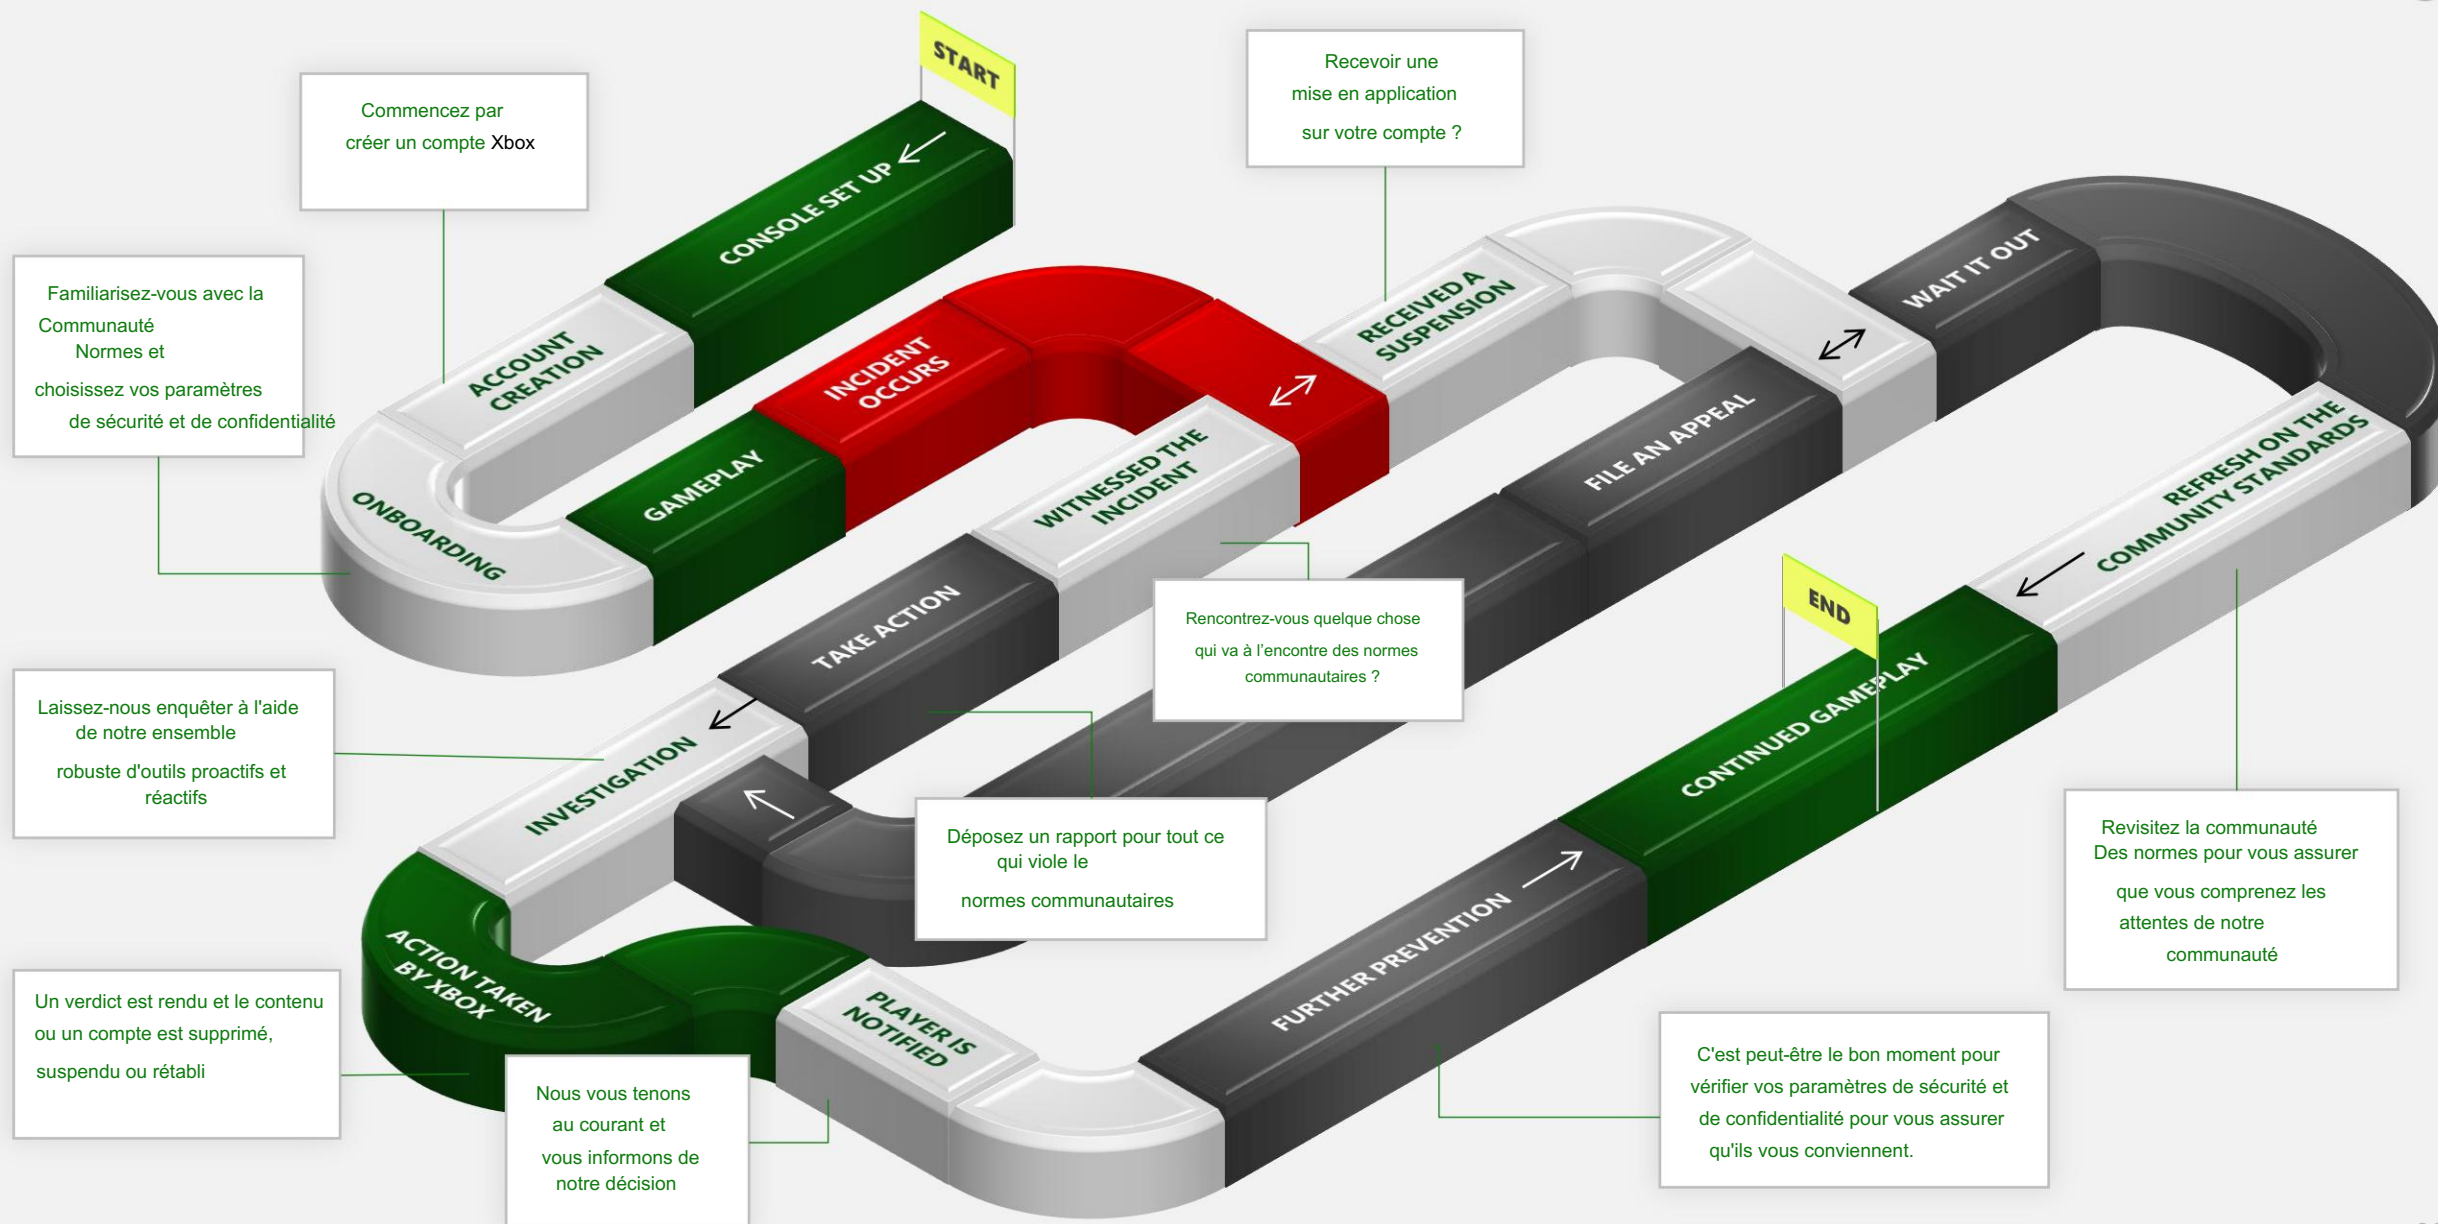 START
Commencez par
créer un compte Xbox
Recevoir une
mise en application
sur votre compte ?
CONSOLE SET UP
Familiarisez-vous avec la
Communauté
Normes et
choisissez vos paramètres
de sécurité et de confidentialité
ACCOUNT
CREATION
ONBOARDING
GAMEPLAY
INCIDENT
OCCURS
RECEIVED A
SUSPENSION
WAIT IT OUT
WITNESSED THE
INCIDENT
FILE AN APPEAL
REFRESH ON THE
COMMUNITY STANDARDS
TAKE ACTION
Rencontrez-vous quelque chose
qui va à l'encontre des normes
communautaires ?
END
CONTINUED GAMEPLAY
Laissez-nous enquêter à l'aide
de notre ensemble
robuste d'outils proactifs et
réactifs
INVESTIGATION
Déposez un rapport pour tout ce
qui viole le
normes communautaires
Revisitez la communauté
Des normes pour vous assurer
que vous comprenez les
attentes de notre
communauté
ACTION TAKEN
BY XBOX
Un verdict est rendu et le contenu
ou un compte est supprimé,
suspendu ou rétabli
PLAYER IS
NOTIFIED
FURTHER PREVENTION
Nous vous tenons
au courant et
vous informons de
notre décision
C'est peut-être le bon moment pour
vérifier vos paramètres de sécurité et
de confidentialité pour vous assurer
qu'ils vous conviennent.